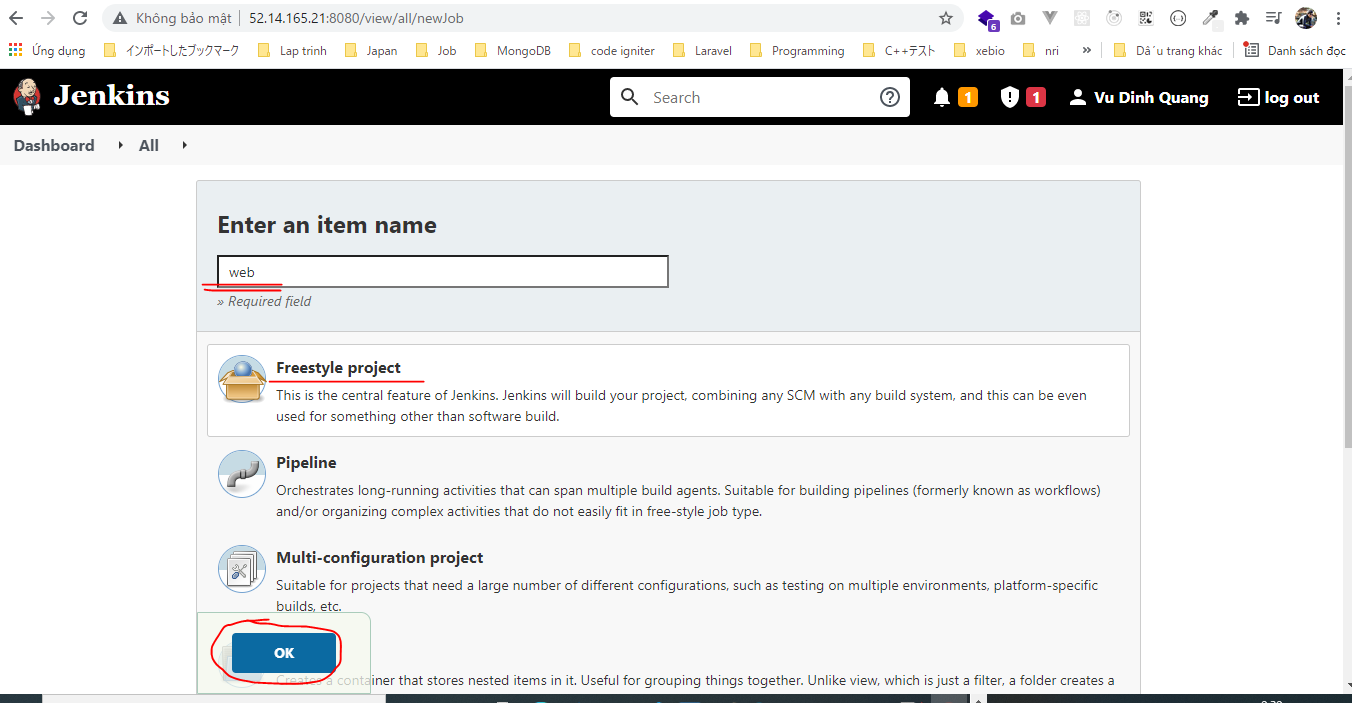 Không bảo mật 52.14.165.21:8080/view/all/newJob
6
Ứng dụng インポートしたブックマーク Lap trinh Japan Job MongoDB code igniter Laravel Programming C++テスト xebio nri » Dấu trang khác Danh sách đọc
Jenkins Search 1 1 Vu Dinh Quang log out
Dashboard All
Enter an item name
web
» Required field
Freestyle project
This is the central feature of Jenkins. Jenkins will build your project, combining any SCM with any build system, and this can be even
used for something other than software build.
Pipeline
Orchestrates long-running activities that can span multiple build agents. Suitable for building pipelines (formerly known as workflows)
and/or organizing complex activities that do not easily fit in free-style job type.
Multi-configuration project
Suitable for projects that need a large number of different configurations, such as testing on multiple environments, platform-specific
builds, etc.
OK
Creates a container that stores nested items in it. Useful for grouping things together. Unlike view, which is just a filter, a folder creates a